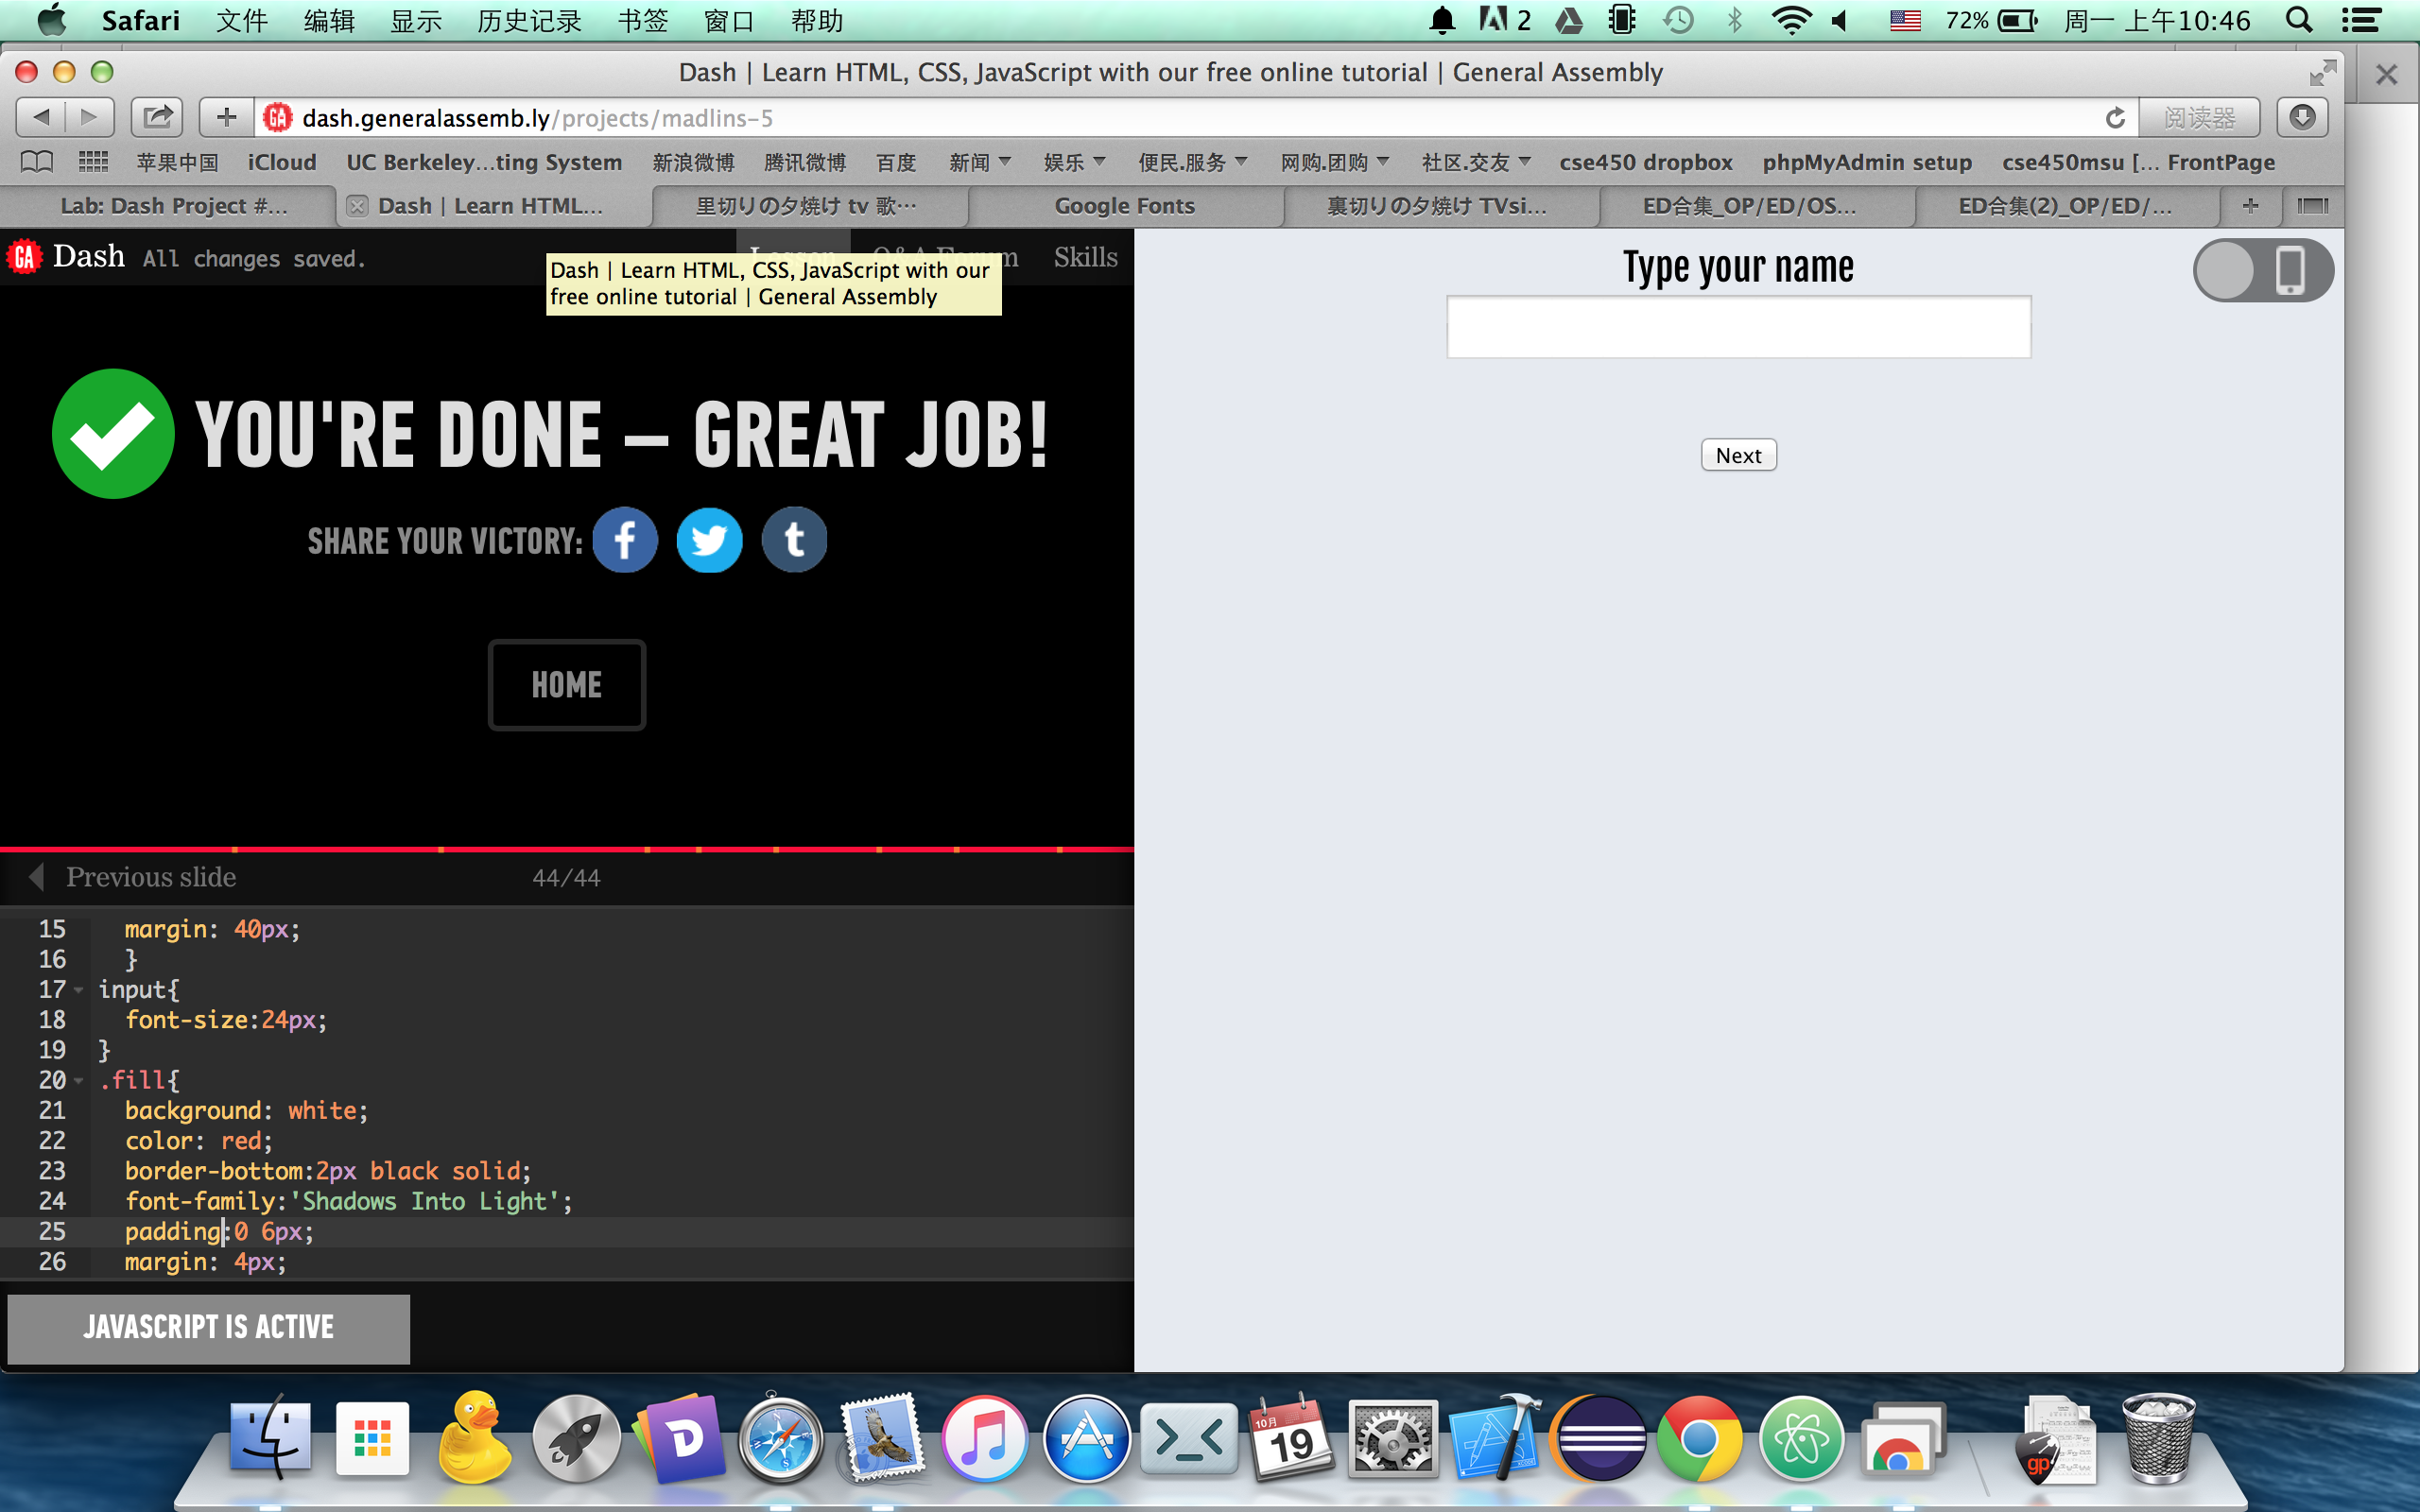 Safari 文件 编辑 显示 历史记录 书签 窗口 帮助 2 72% 周一 上午10:46
Dash | Learn HTML, CSS, JavaScript with our free online tutorial | General Assembly
GA dash.generalassemb.ly/projects/madlins-5 阅读器
苹果中国 iCloud UC Berkeley...ting System 新浪微博 腾讯微博 百度 新闻 娱乐 便民.服务 网购.团购 社区.交友 cse450 dropbox phpMyAdmin setup cse450msu [... FrontPage
Lab: Dash Project #... Dash | Learn HTML... 里切りの夕焼け tv 歌... Google Fonts 裏切りの夕焼け TVsi... ED合集_OP/ED/OS... ED合集(2)_OP/ED/...
GA Dash All changes saved. Lesson Q&A Forum Skills
Dash | Learn HTML, CSS, JavaScript with our
free online tutorial | General Assembly
YOU'RE DONE – GREAT JOB!
SHARE YOUR VICTORY: f t
HOME
Previous slide 44/44
15 margin: 40px;
16 }
17 input{
18 font-size:24px;
19 }
20 .fill{
21 background: white;
22 color: red;
23 border-bottom:2px black solid;
24 font-family:'Shadows Into Light';
25 padding:0 6px;
26 margin: 4px;
JAVASCRIPT IS ACTIVE
Type your name
Next
10月
19
gp